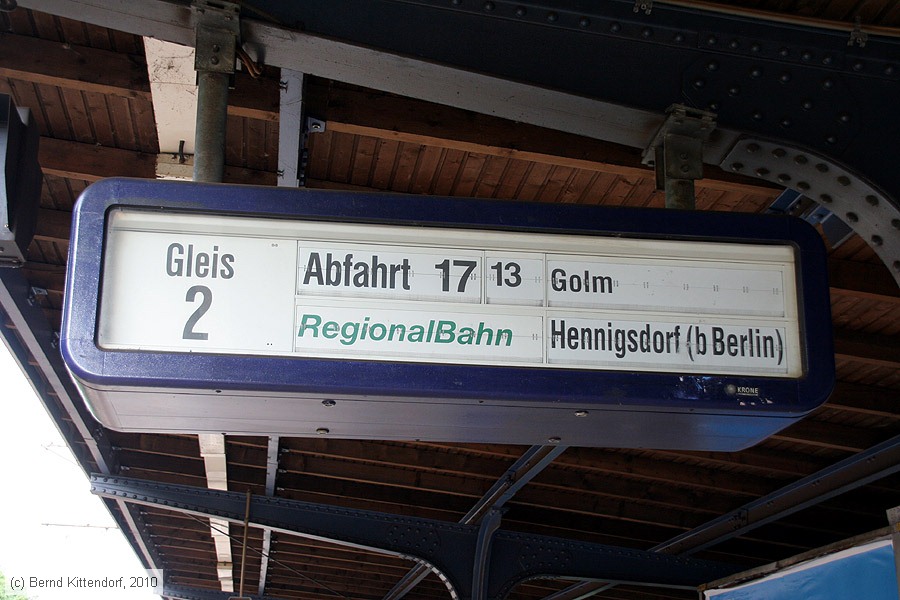 Gleis
2
Abfahrt 17 13 Golm
RegionalBahn Hennigsdorf (b Berlin)
KRONE
(c) Bernd Kittendorf, 2010